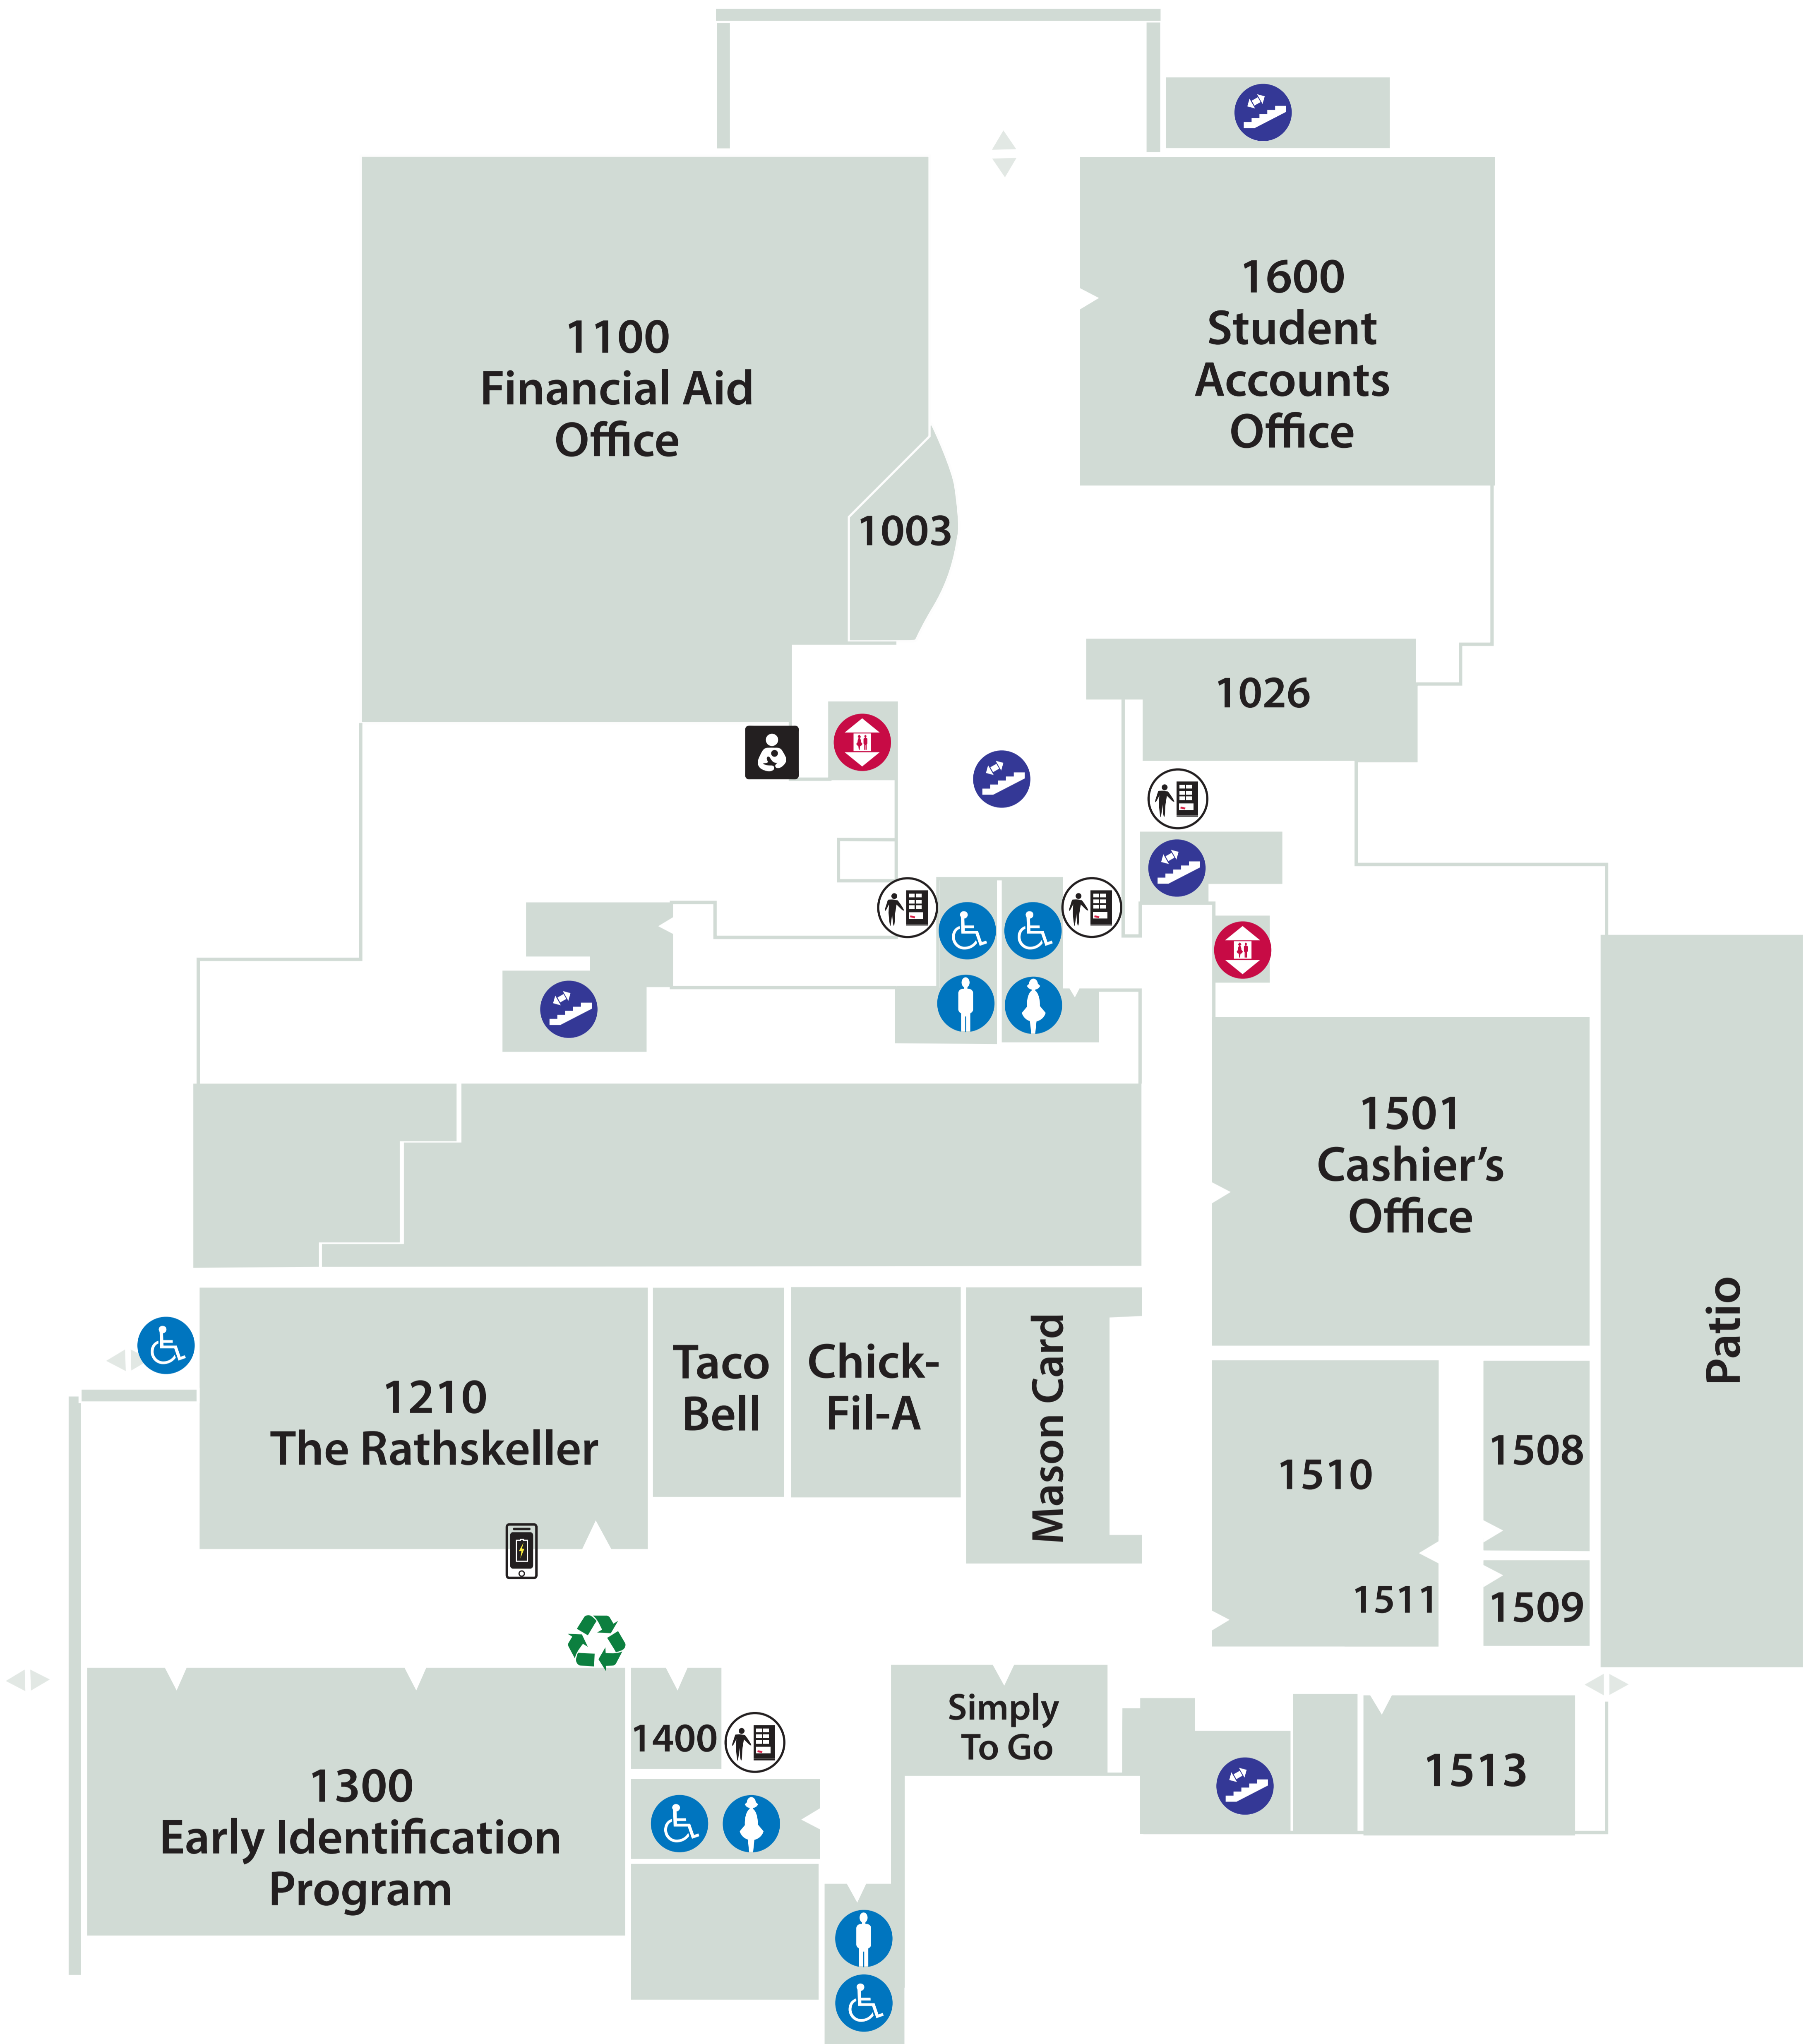 1100
Financial Aid
Office
1600
Student
Accounts
Office
1003
1026
1501
Cashier’s
Office
Patio
1210
The Rathskeller
Taco
Bell
Chick-
Fil-A
Mason Card
1510
1508
1511
1509
1300
Early Identification
Program
1400
Simply
To Go
1513